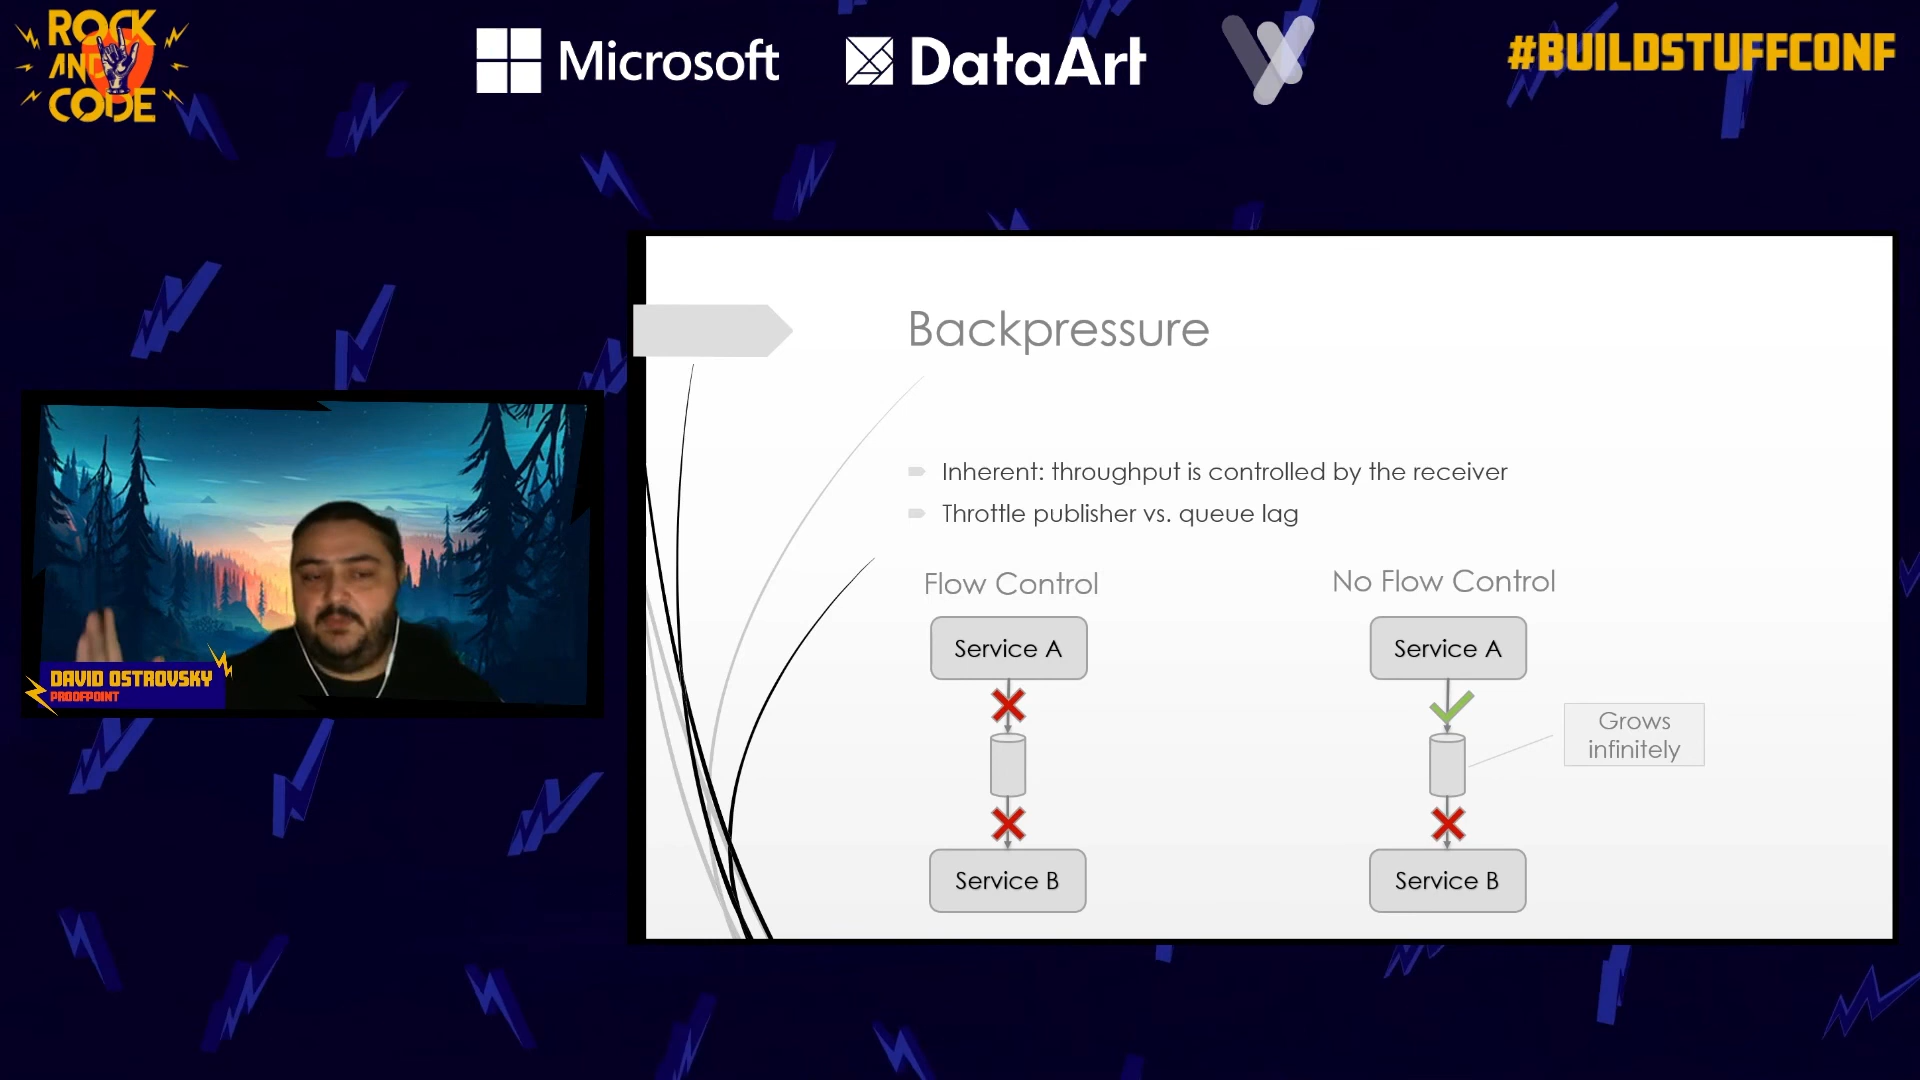 ROCK
AND
CODE
Microsoft
DataArt
#BUILDSTUFFCONF
Backpressure
Inherent: throughput is controlled by the receiver
Throttle publisher vs. queue lag
Flow Control
No Flow Control
Service A
Service A
Grows
infinitely
Service B
Service B
DAVID OSTROVSKY
PROOFPOINT